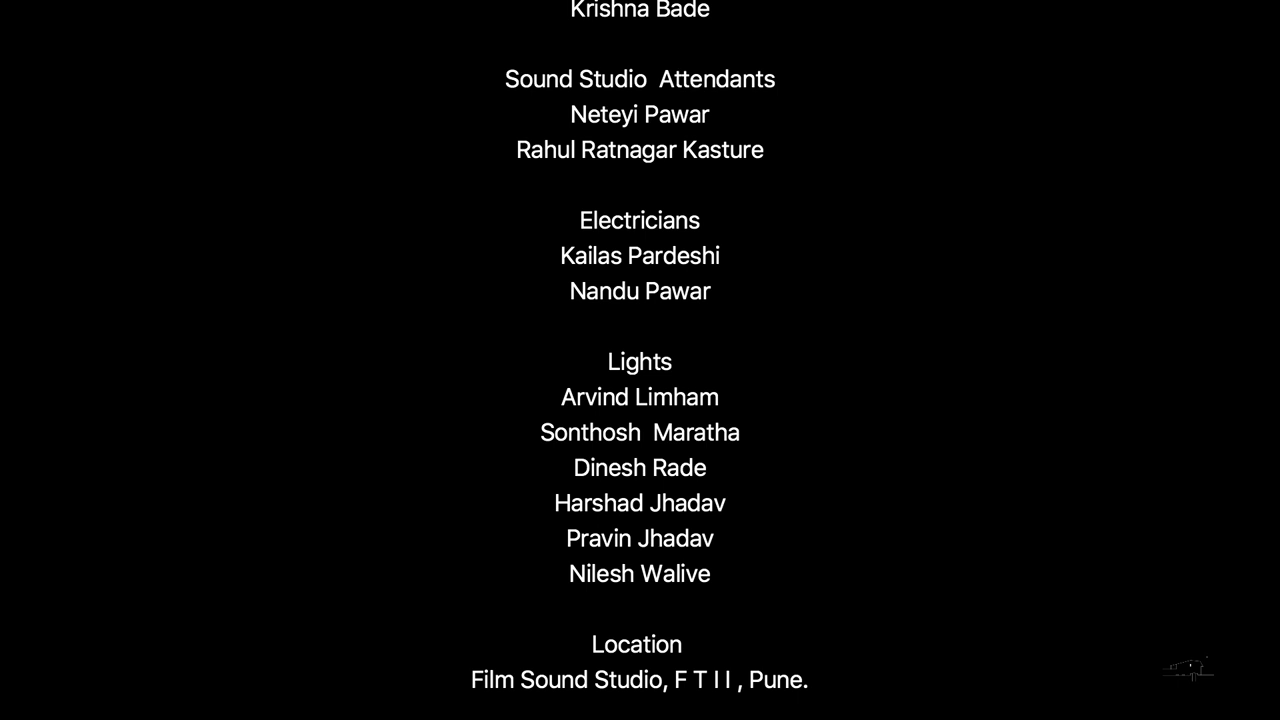 Krishna Bade
Sound Studio  Attendants
Neteyi Pawar
Rahul Ratnagar Kasture
Electricians
Kailas Pardeshi
Nandu Pawar
Lights
Arvind Limham
Sonthosh  Maratha
Dinesh Rade
Harshad Jhadav
Pravin Jhadav
Nilesh Walive
Location
Film Sound Studio, F T I I , Pune.